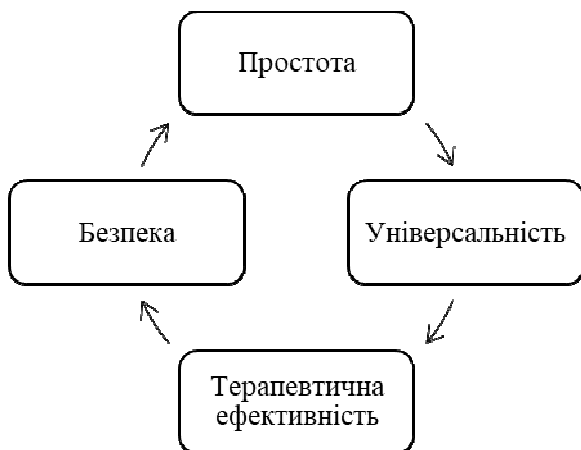 Простота
Безпека
Універсальність
Терапевтична
ефективність